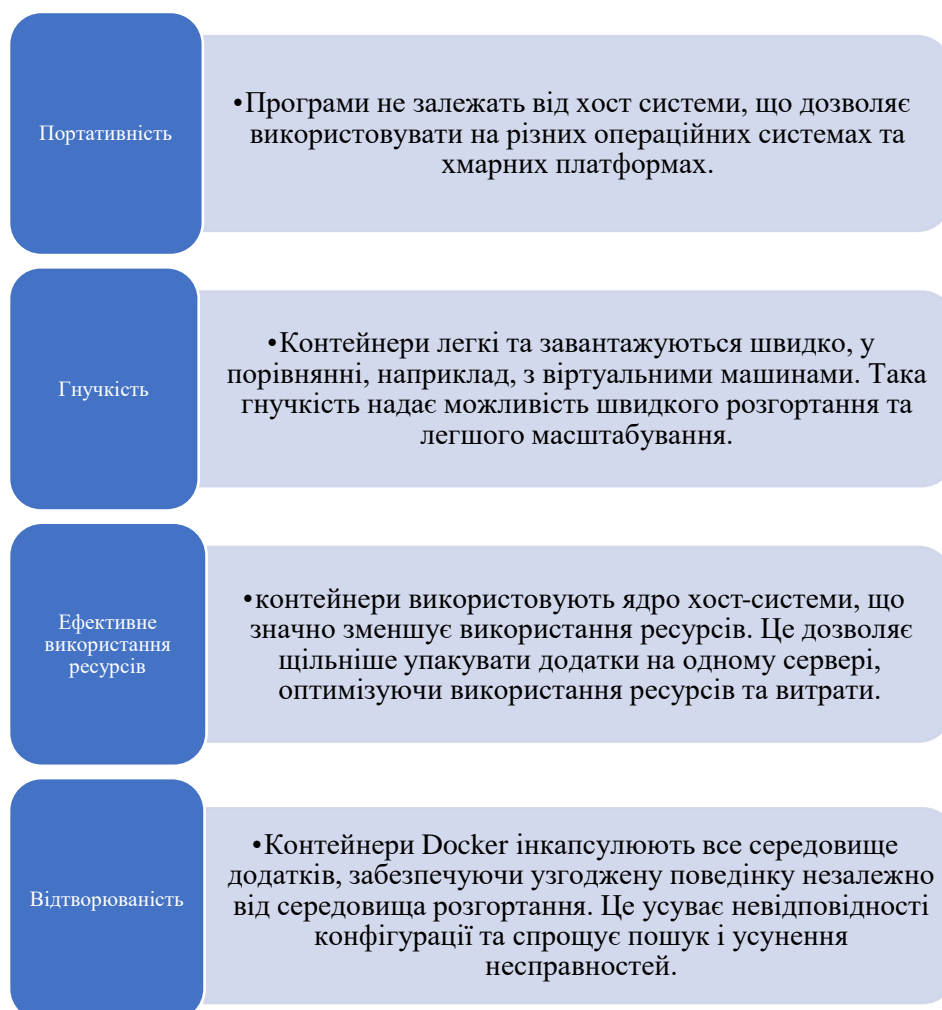 Портативність
•Програми не залежать від хост системи, що дозволяє
використовувати на різних операційних системах та
хмарних платформах.
Гнучкість
•Контейнери легкі та завантажуються швидко, у
порівнянні, наприклад, з віртуальними машинами. Така
гнучкість надає можливість швидкого розгортання та
легшого масштабування.
Ефективне
використання
ресурсів
•контейнери використовують ядро хост-системи, що
значно зменшує використання ресурсів. Це дозволяє
щільніше упакувати додатки на одному сервері,
оптимізуючи використання ресурсів та витрати.
Відтворюваність
•Контейнери Docker інкапсулюють все середовище
додатків, забезпечуючи узгоджену поведінку незалежно
від середовища розгортання. Це усуває невідповідності
конфігурації та спрощує пошук і усунення
несправностей.